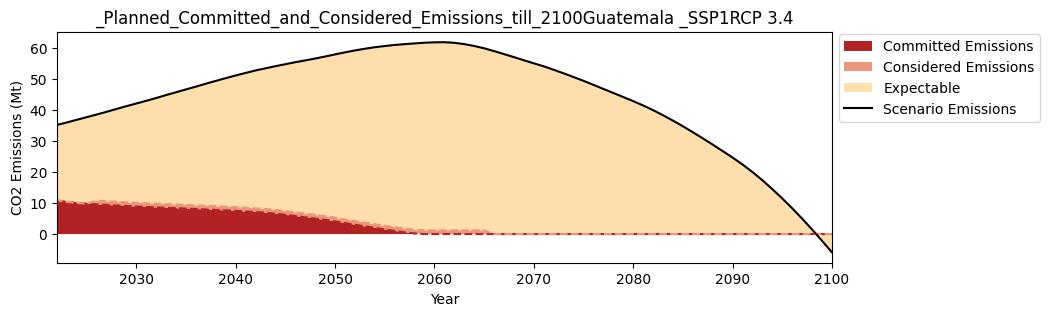 _Planned_Committed_and_Considered_Emissions_till_2100Guatemala _SSP1RCP 3.4
Committed Emissions
Considered Emissions
Expectable
Scenario Emissions
CO2 Emissions (Mt)
60
50
40
30
20
10
0
2030 2040 2050 2060 2070 2080 2090 2100
Year